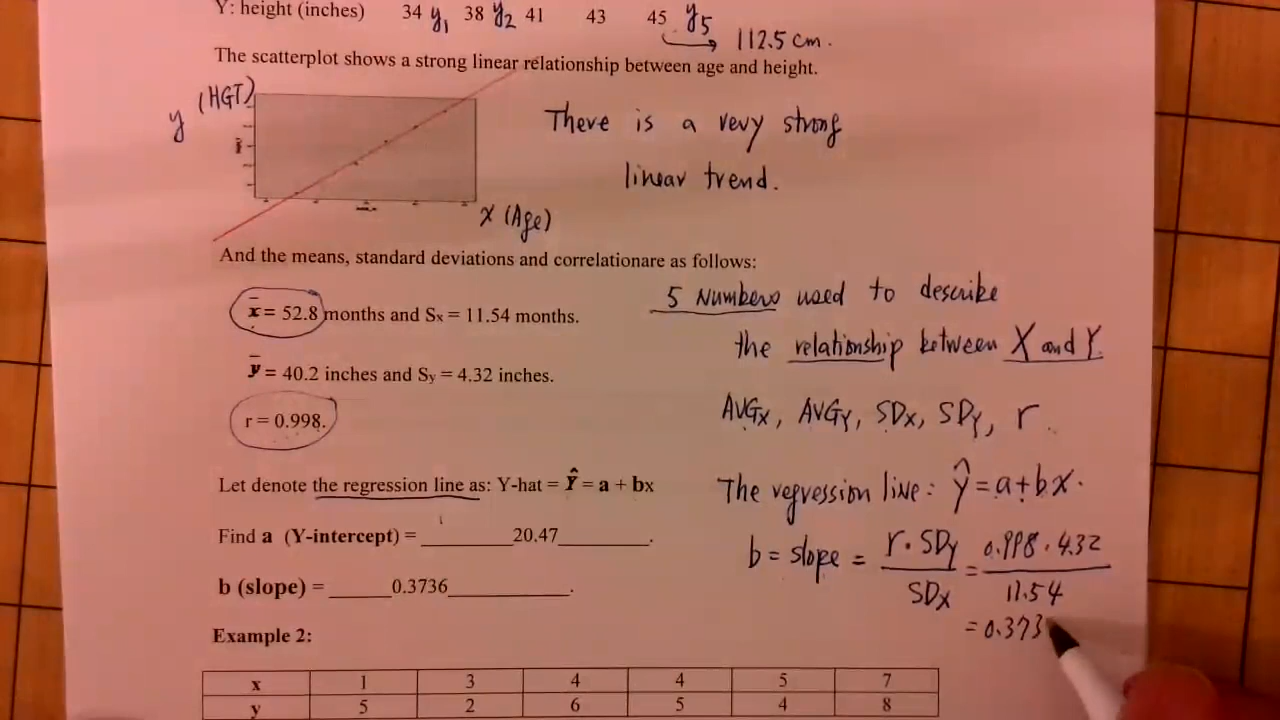 Y: height (inches) 34 y1 38 y2 41 43 45 y5
112.5 cm.
The scatterplot shows a strong linear relationship between age and height.
y (HGT)
There is a very strong
linear trend.
x (Age)
And the means, standard deviations and correlationare as follows:
5 Numbers used to describe
x̄ = 52.8 months and Sx = 11.54 months.
the relationship between X and Y.
ȳ = 40.2 inches and Sy = 4.32 inches.
AVGx, AVGY, SDx, SDY, r.
r = 0.998.
Let denote the regression line as: Y-hat = Ŷ = a + bx
The regression line: ŷ = a + bx.
Find a (Y-intercept) = ________20.47_________.
b = slope = r · SDY / SDx = 0.998 · 4.32 / 11.54
b (slope) = ______0.3736____________.
= 0.373
Example 2:
x 1 3 4 4 5 7
y 5 2 6 5 4 8